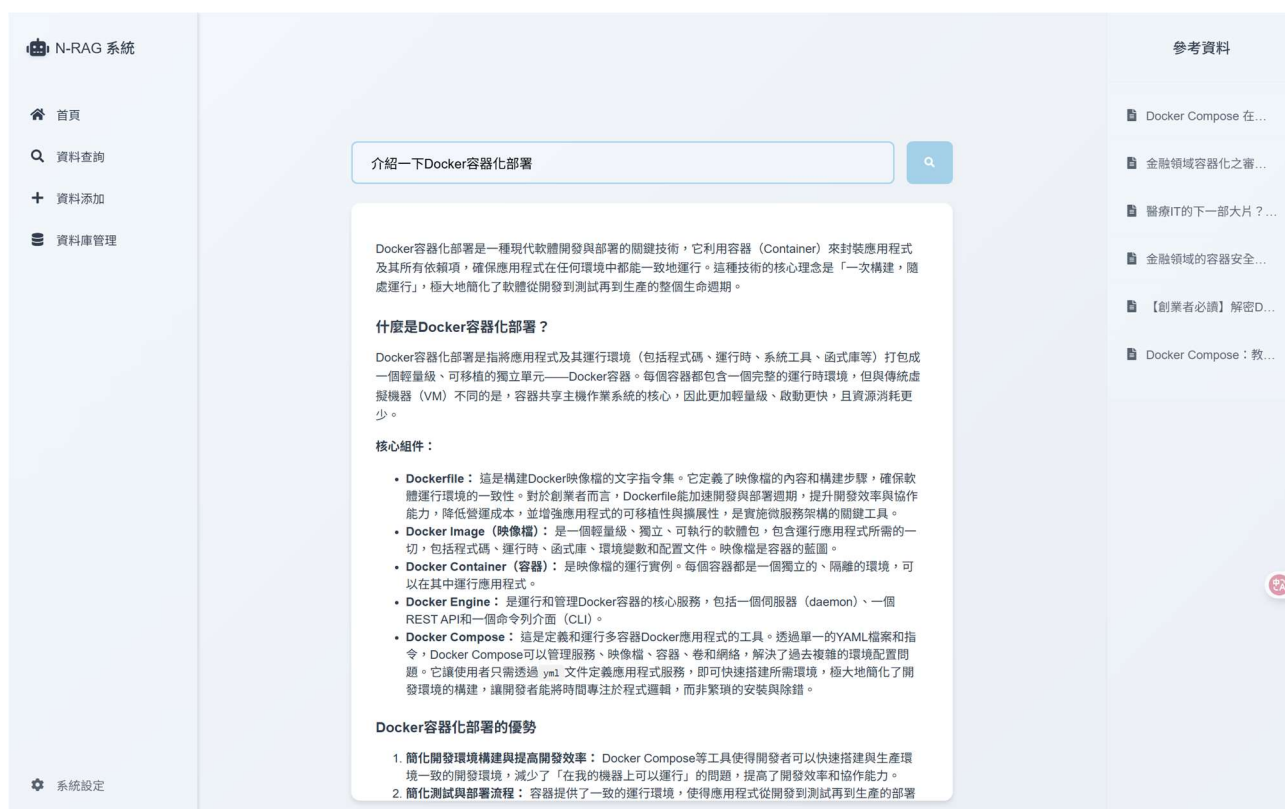 N-RAG 系統
首頁
資料查詢
資料添加
資料庫管理
系統設定
介紹一下Docker容器化部署
Docker容器化部署是一種現代軟體開發與部署的關鍵技術，它利用容器（Container）來封裝應用程式
及其所有依賴項，確保應用程式在任何環境中都能一致地運行。這種技術的核心理念是「一次構建，隨
處運行」，極大地簡化了軟體從開發到測試再到生產的整個生命週期。
什麼是Docker容器化部署？
Docker容器化部署是指將應用程式及其運行環境（包括程式碼、運行時、系統工具、函式庫等）打包成
一個輕量級、可移植的獨立單元——Docker容器。每個容器都包含一個完整的運行時環境，但與傳統虛
擬機器（VM）不同的是，容器共享主機作業系統的核心，因此更加輕量級、啟動更快，且資源消耗更
少。
核心組件：
• Dockerfile： 這是構建Docker映像檔的文字指令集。它定義了映像檔的內容和構建步驟，確保軟
體運行環境的一致性。對於創業者而言，Dockerfile能加速開發與部署週期，提升開發效率與協作
能力，降低營運成本，並增強應用程式的可移植性與擴展性，是實施微服務架構的關鍵工具。
• Docker Image（映像檔）： 是一個輕量級、獨立、可執行的軟體包，包含運行應用程式所需的一
切，包括程式碼、運行時、函式庫、環境變數和配置文件。映像檔是容器的藍圖。
• Docker Container（容器）： 是映像檔的運行實例。每個容器都是一個獨立的、隔離的環境，可
以在其中運行應用程式。
• Docker Engine： 是運行和管理Docker容器的核心服務，包括一個伺服器（daemon）、一個
REST API和一個命令列介面（CLI）。
• Docker Compose： 這是定義和運行多容器Docker應用程式的工具。透過單一的YAML檔案和指
令，Docker Compose可以管理服務、映像檔、容器、卷和網絡，解決了過去複雜的環境配置問
題。它讓使用者只需透過 yml 文件定義應用程式服務，即可快速搭建所需環境，極大地簡化了開
發環境的構建，讓開發者能將時間專注於程式邏輯，而非繁瑣的安裝與除錯。
Docker容器化部署的優勢
1. 簡化開發環境構建與提高開發效率： Docker Compose等工具使得開發者可以快速搭建與生產環
境一致的開發環境，減少了「在我的機器上可以運行」的問題，提高了開發效率和協作能力。
2. 簡化測試與部署流程： 容器提供了一致的運行環境，使得應用程式從開發到測試再到生產的部署
參考資料
Docker Compose 在...
金融領域容器化之審...
醫療IT的下一部大片？...
金融領域的容器安全...
【創業者必讀】解密D...
Docker Compose：教...